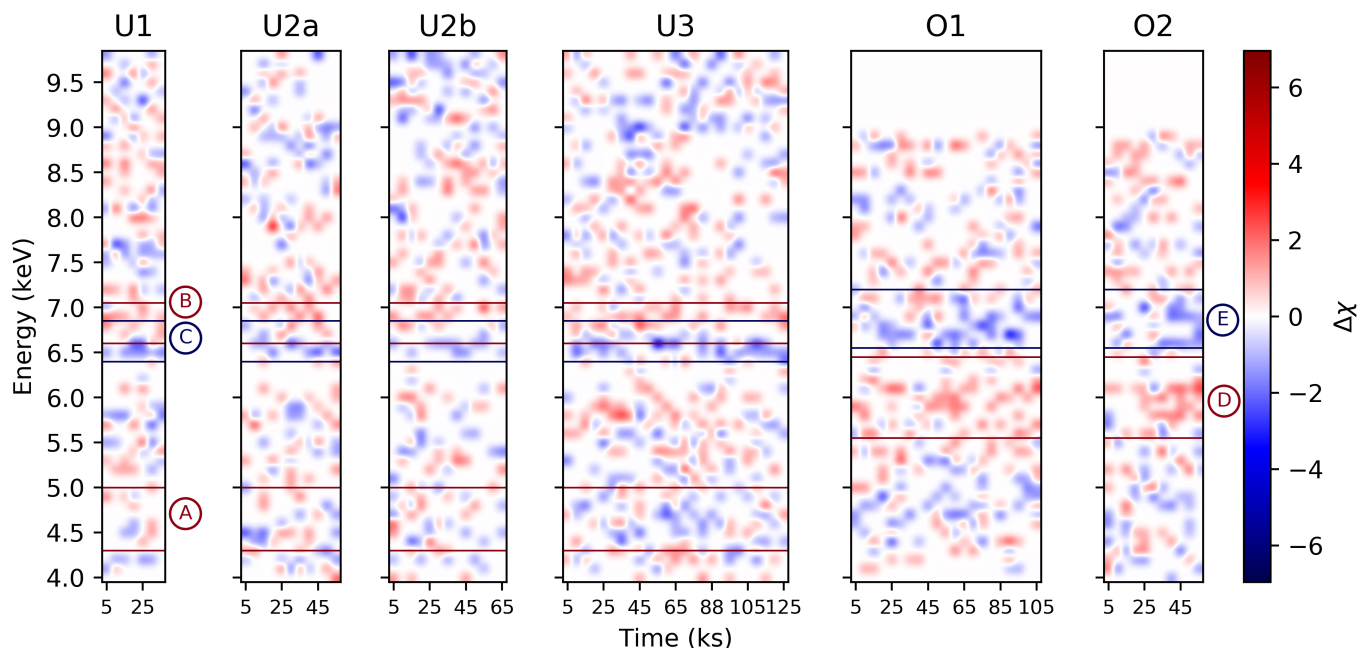 U1 U2a U2b U3 O1 O2
9.5
9.0
8.5
8.0
7.5
7.0
6.5
6.0
5.5
5.0
4.5
4.0
Energy (keV)
B
C
A
E
D
5 25
5 25 45
5 25 45 65
5 25 45 65 88 105125
5 25 45 65 85 105
5 25 45
Time (ks)
6
4
2
0
−2
−4
−6
Δχ